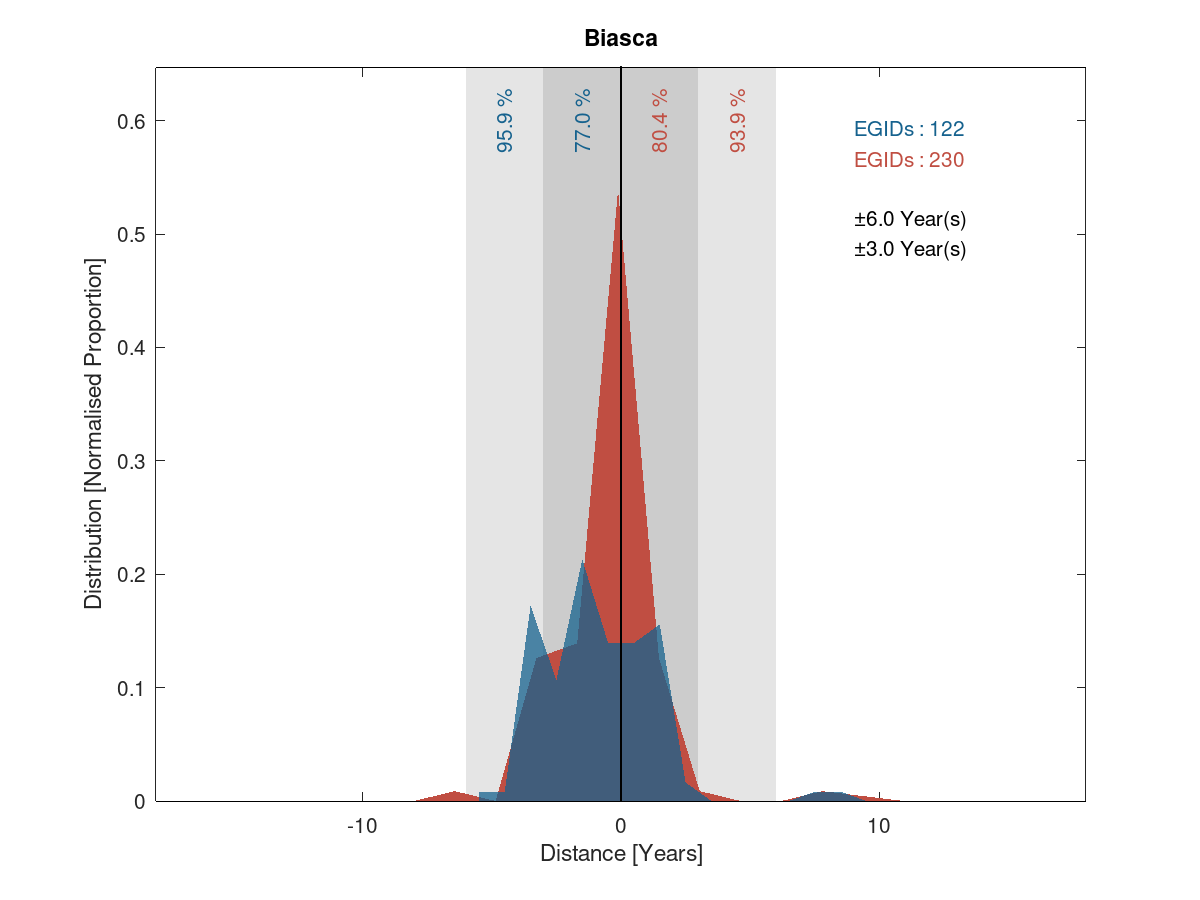 Biasca
95.9 %
77.0 %
80.4 %
93.9 %
EGIDs : 122
EGIDs : 230
±6.0 Year(s)
±3.0 Year(s)
Distribution [Normalised Proportion]
0.6
0.5
0.4
0.3
0.2
0.1
0
-10
0
10
Distance [Years]